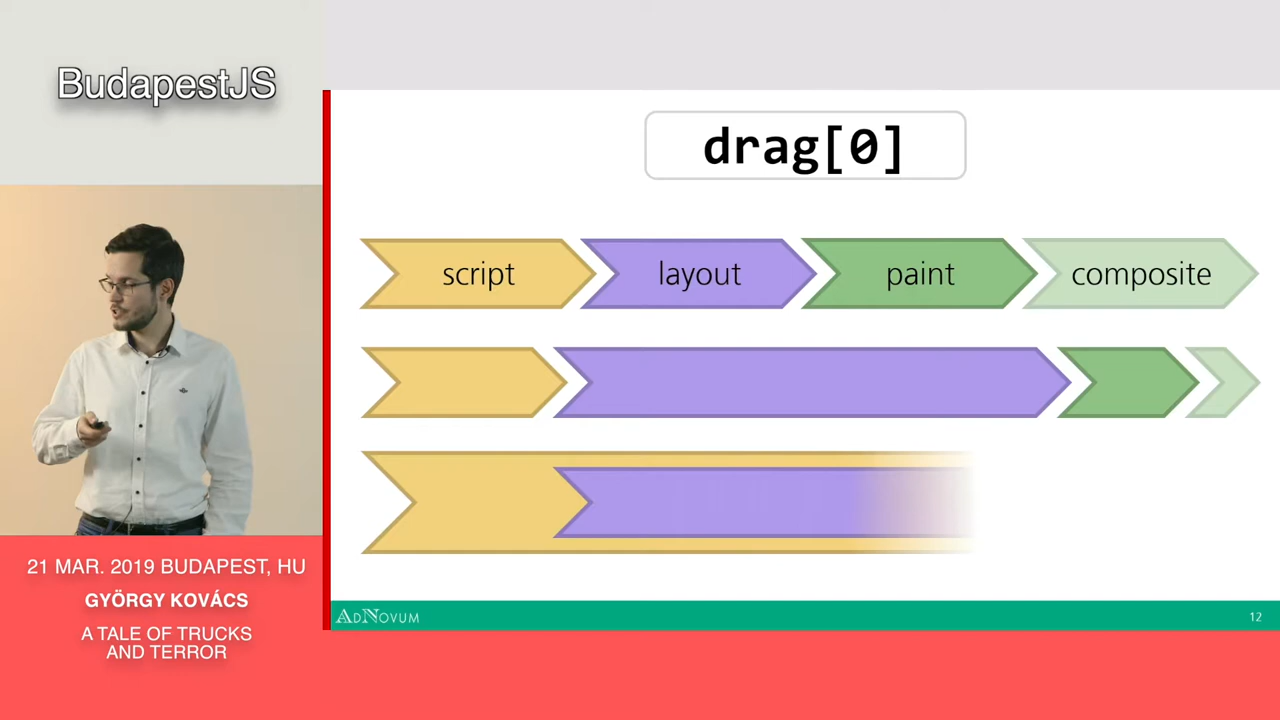 BudapestJS
drag[0]
script
layout
paint
composite
21 MAR. 2019 BUDAPEST, HU
GYÖRGY KOVÁCS
A TALE OF TRUCKS
AND TERROR
ADNOVUM
12